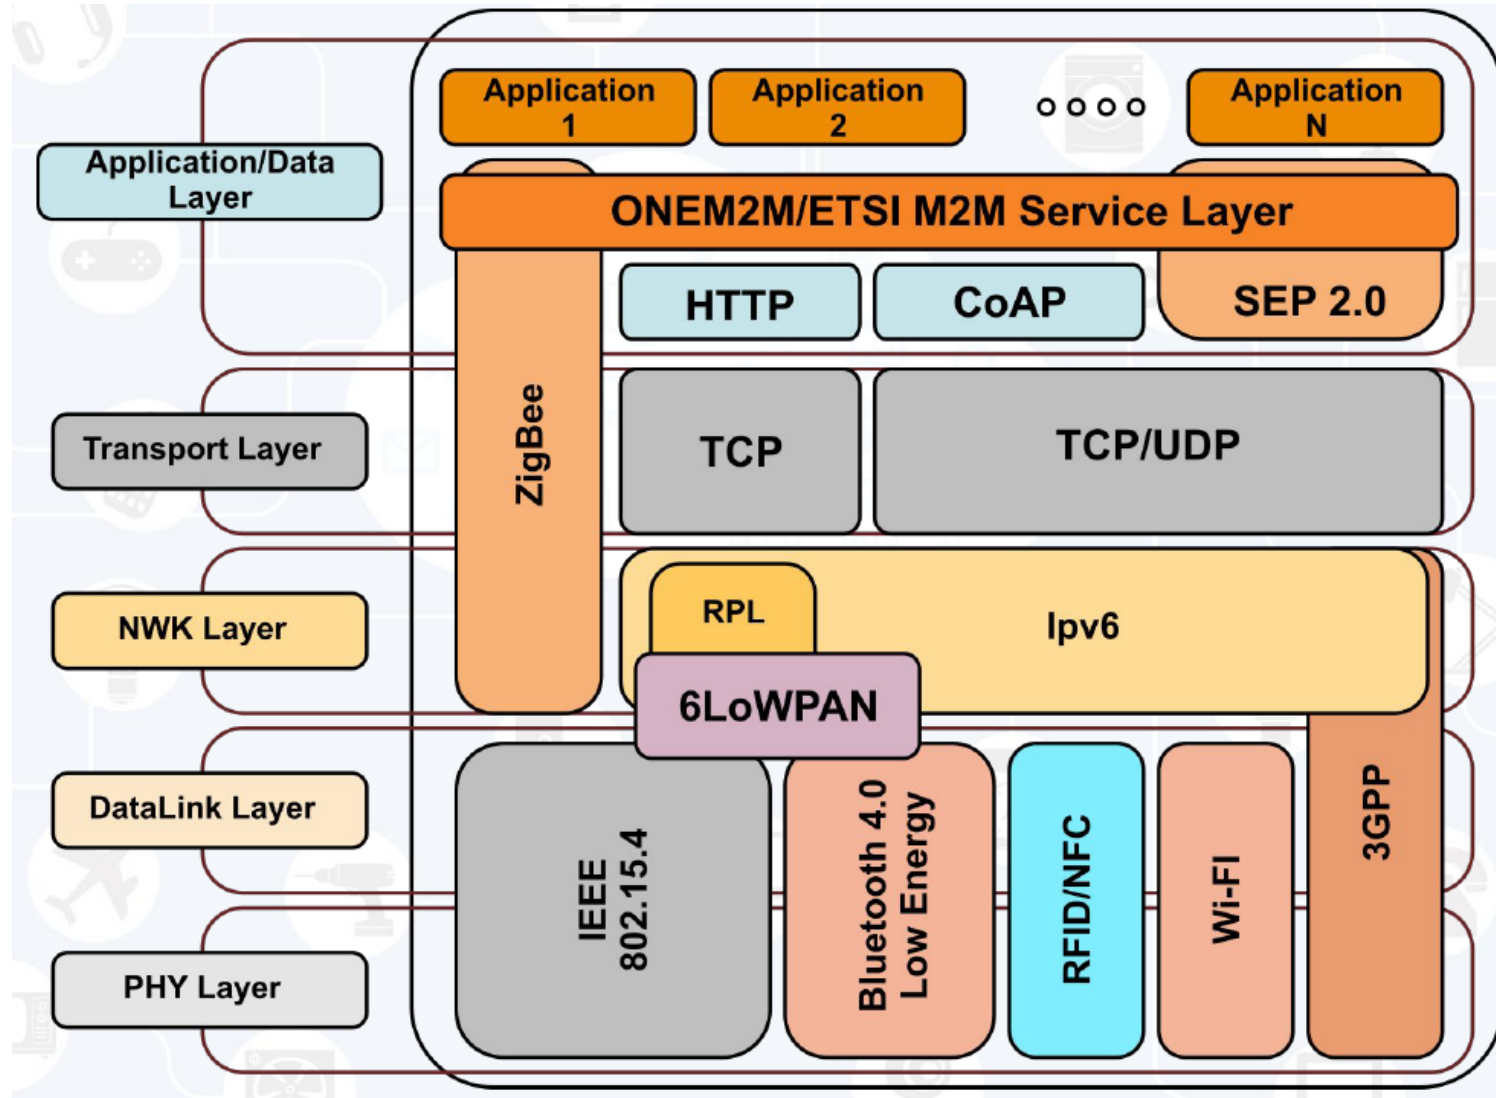 Application
1
Application
2
Application
N
Application/Data
Layer
ONEM2M/ETSI M2M Service Layer
HTTP
CoAP
SEP 2.0
ZigBee
Transport Layer
TCP
TCP/UDP
NWK Layer
RPL
Ipv6
6LoWPAN
DataLink Layer
IEEE
802.15.4
Bluetooth 4.0
Low Energy
RFID/NFC
Wi-FI
3GPP
PHY Layer